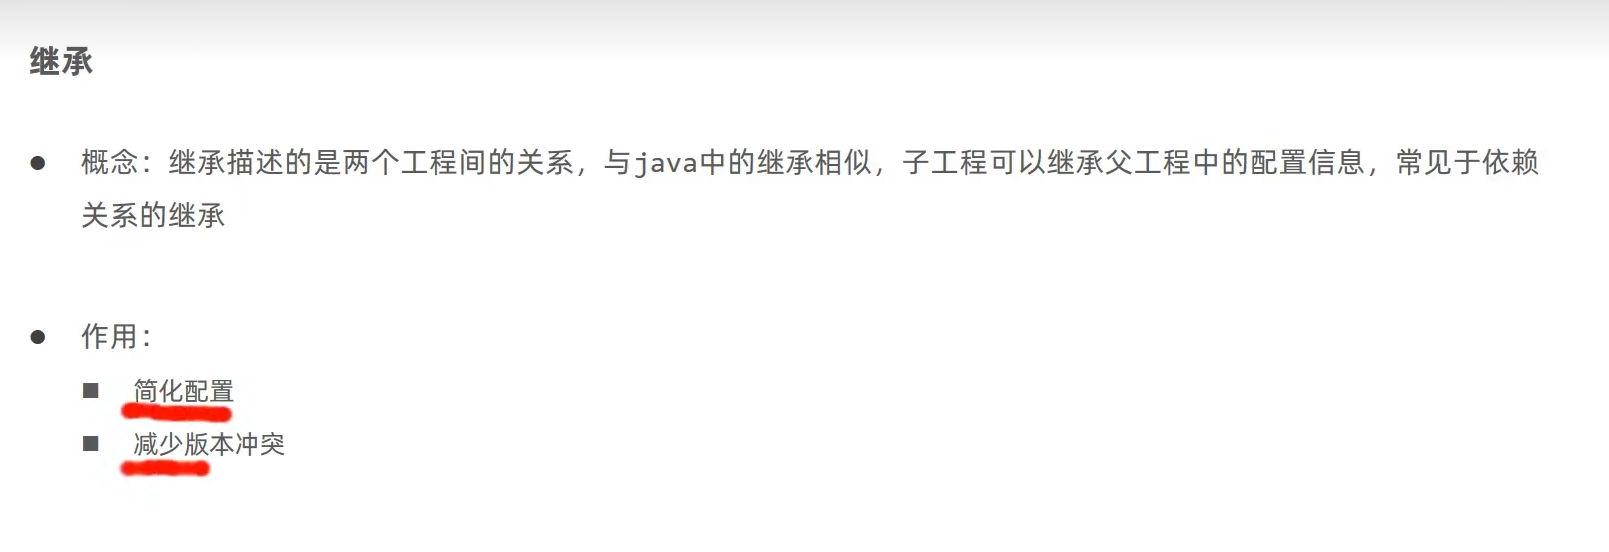 继承
概念：继承描述的是两个工程间的关系，与java中的继承相似，子工程可以继承父工程中的配置信息，常见于依赖
关系的继承
作用：
简化配置
减少版本冲突